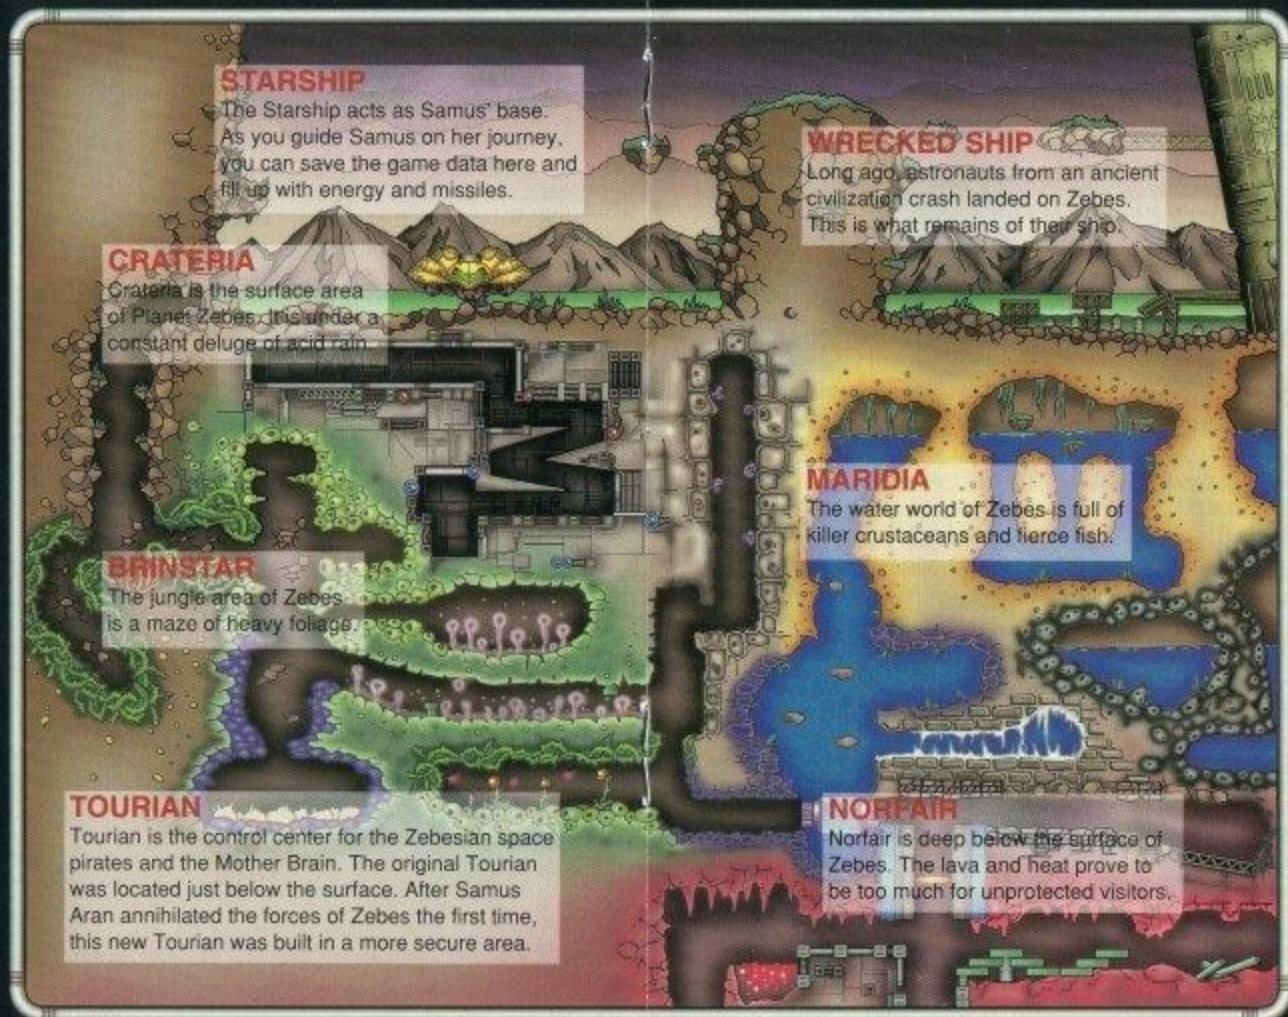 STARSHIP
The Starship acts as Samus' base.
As you guide Samus on her journey,
you can save the game data here and
fill up with energy and missiles.
WRECKED SHIP
Long ago, astronauts from an ancient
civilization crash landed on Zebes.
This is what remains of their ship.
CRATERIA
Crateria is the surface area
of Planet Zebes. It is under a
constant deluge of acid rain.
MARIDIA
The water world of Zebes is full of
killer crustaceans and fierce fish.
BRINSTAR
The jungle area of Zebes
is a maze of heavy foliage.
TOURIAN
Tourian is the control center for the Zebesian space
pirates and the Mother Brain. The original Tourian
was located just below the surface. After Samus
Aran annihilated the forces of Zebes the first time,
this new Tourian was built in a more secure area.
NORFAIR
Norfair is deep below the surface of
Zebes. The lava and heat prove to
be too much for unprotected visitors.